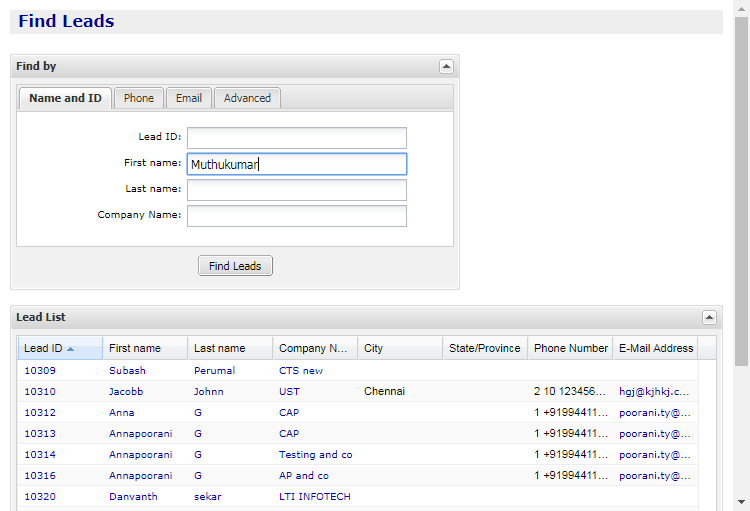 Find Leads
Find by
Name and ID Phone Email Advanced
Lead ID:
First name: Muthukumar
Last name:
Company Name:
Find Leads
Lead List
Lead ID First name Last name Company N... City State/Province Phone Number E-Mail Address
10309 Subash Perumal CTS new
10310 Jacobb Johnn UST Chennai 2 10 123456... hgj@kjhkj.c...
10312 Anna G CAP 1 +91994411... poorani.ty@...
10313 Annapoorani G CAP 1 +91994411... poorani.ty@...
10314 Annapoorani G Testing and co 1 +91994411... poorani.ty@...
10316 Annapoorani G AP and co 1 +91994411... poorani.ty@...
10320 Danvanth sekar LTI INFOTECH